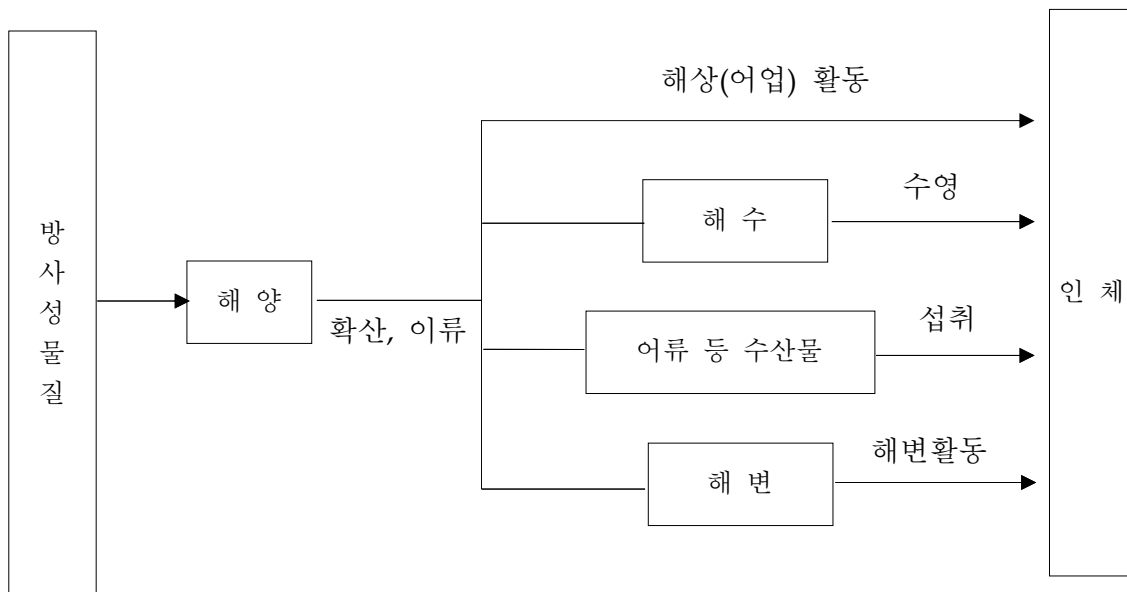 방사성물질
해 양
확산, 이류
해상(어업) 활동
해 수
수영
어류 등 수산물
섭취
해 변
해변활동
인 체